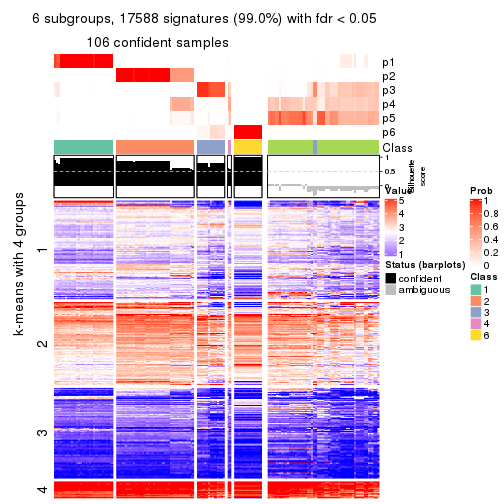 6 subgroups, 17588 signatures (99.0%) with fdr < 0.05
106 confident samples
p1
p2
p3
p4
p5
p6
Class
1
0.5
0
Silhouette
score
k-means with 4 groups
1
2
3
4
Value
5
4
3
2
1
Status (barplots)
confident
ambiguous
Prob
1
0.8
0.6
0.4
0.2
0
Class
1
2
3
4
5
6